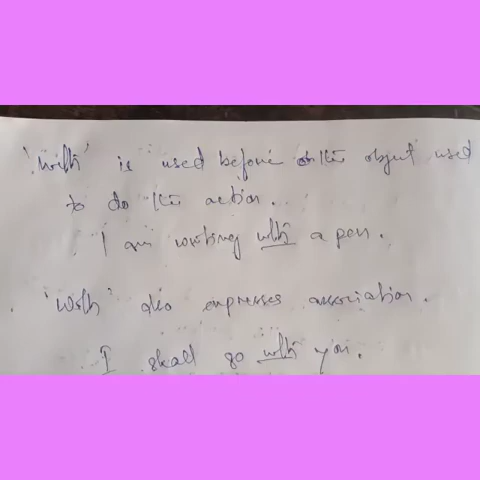 'With' is used before the object used
to do the action.
I am writing with a pen.
'With' also expresses association.
I shall go with you.